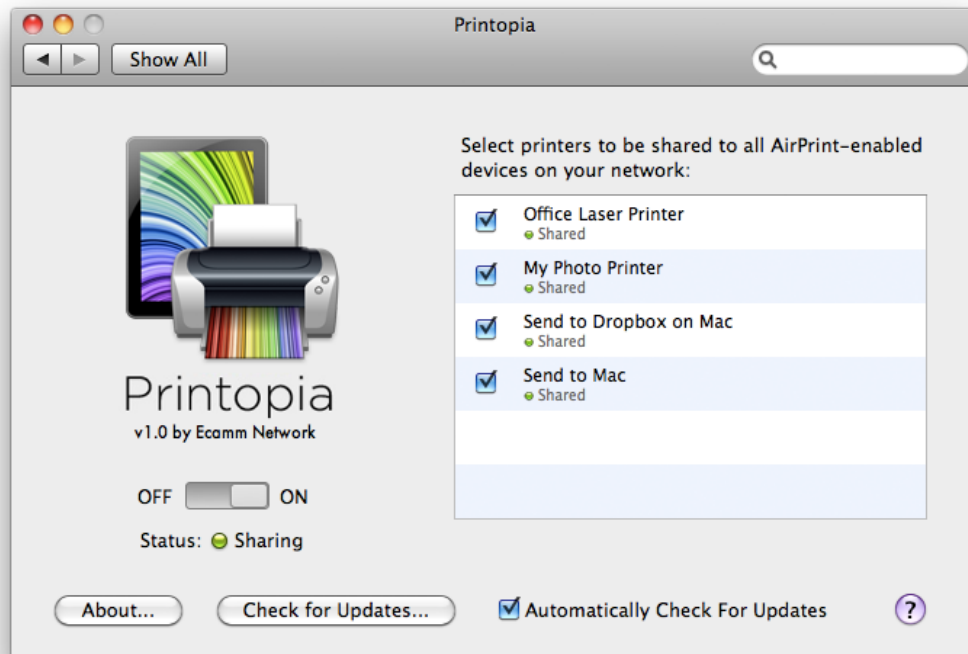 Printopia
Show All
Select printers to be shared to all AirPrint-enabled
devices on your network:
Office Laser Printer
Shared
My Photo Printer
Shared
Send to Dropbox on Mac
Shared
Send to Mac
Shared
Printopia
v1.0 by Ecamm Network
OFF ON
Status: Sharing
About... Check for Updates... Automatically Check For Updates ?